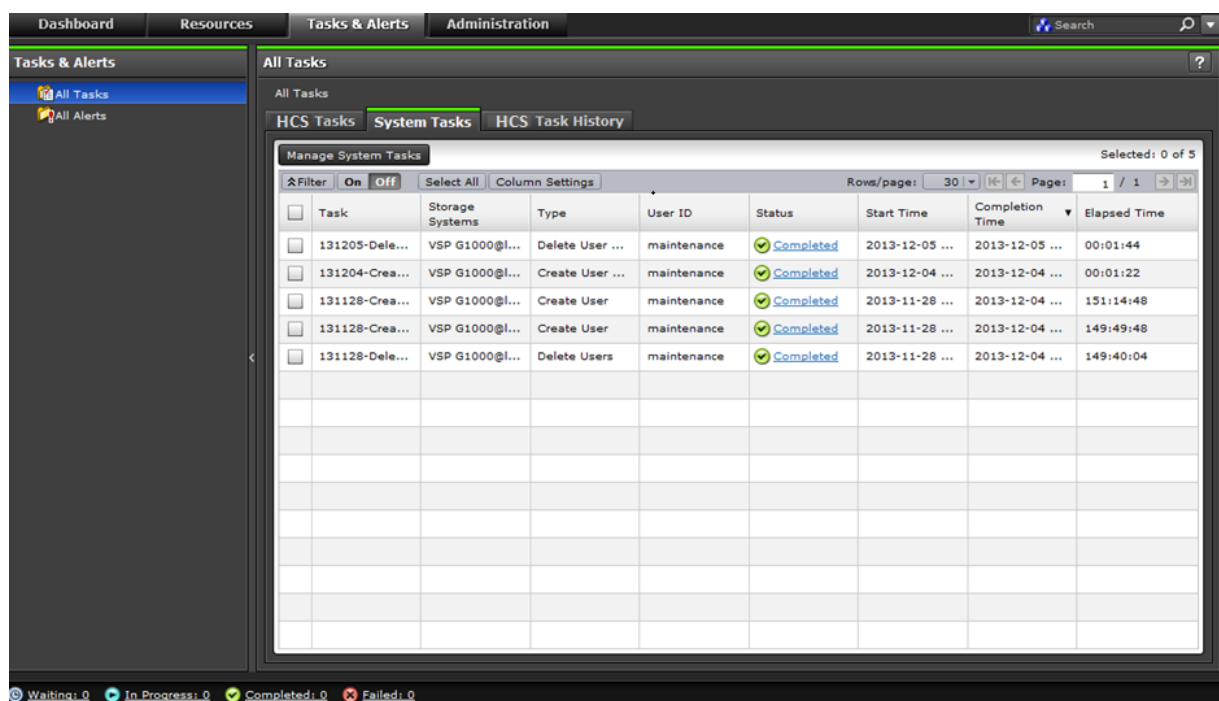 Dashboard Resources Tasks & Alerts Administration Search
Tasks & Alerts
All Tasks
All Alerts
All Tasks ?
All Tasks
HCS Tasks System Tasks HCS Task History
Manage System Tasks Selected: 0 of 5
Filter On Off Select All Column Settings Rows/page: 30 Page: 1 / 1
Task Storage Systems Type User ID Status Start Time Completion Time Elapsed Time
131205-Dele... VSP G1000@l... Delete User ... maintenance Completed 2013-12-05 ... 2013-12-05 ... 00:01:44
131204-Crea... VSP G1000@l... Create User ... maintenance Completed 2013-12-04 ... 2013-12-04 ... 00:01:22
131128-Crea... VSP G1000@l... Create User maintenance Completed 2013-11-28 ... 2013-12-04 ... 151:14:48
131128-Crea... VSP G1000@l... Create User maintenance Completed 2013-11-28 ... 2013-12-04 ... 149:49:48
131128-Dele... VSP G1000@l... Delete Users maintenance Completed 2013-11-28 ... 2013-12-04 ... 149:40:04
Waiting: 0 In Progress: 0 Completed: 0 Failed: 0